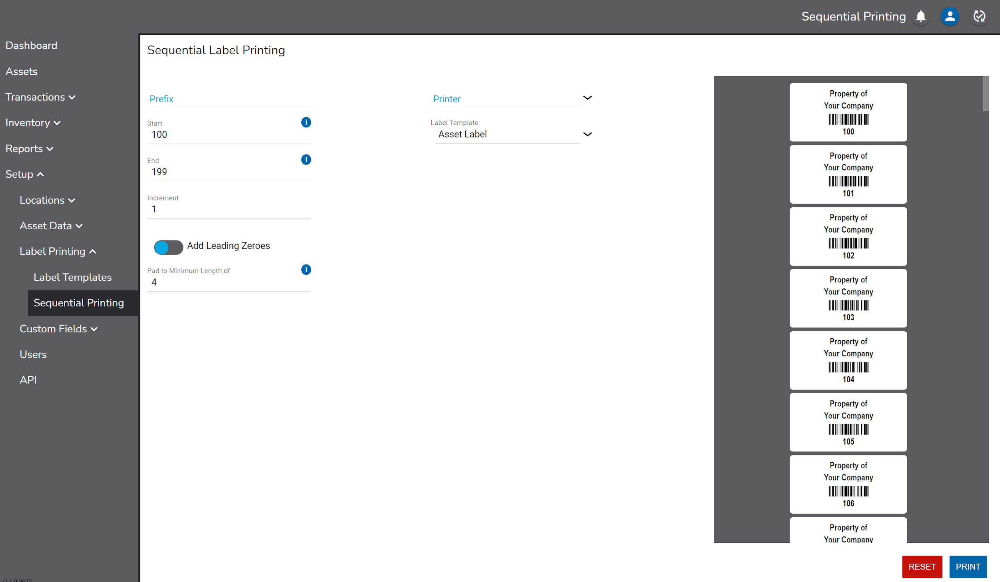 Sequential Printing
Dashboard
Assets
Transactions
Inventory
Reports
Setup
Locations
Asset Data
Label Printing
Label Templates
Sequential Printing
Custom Fields
Users
API
Sequential Label Printing
Prefix
Start
100
End
199
Increment
1
Add Leading Zeroes
Pad to Minimum Length of
4
Printer
Label Template
Asset Label
Property of
Your Company
100
Property of
Your Company
101
Property of
Your Company
102
Property of
Your Company
103
Property of
Your Company
104
Property of
Your Company
105
Property of
Your Company
106
Property of
Your Company
RESET
PRINT